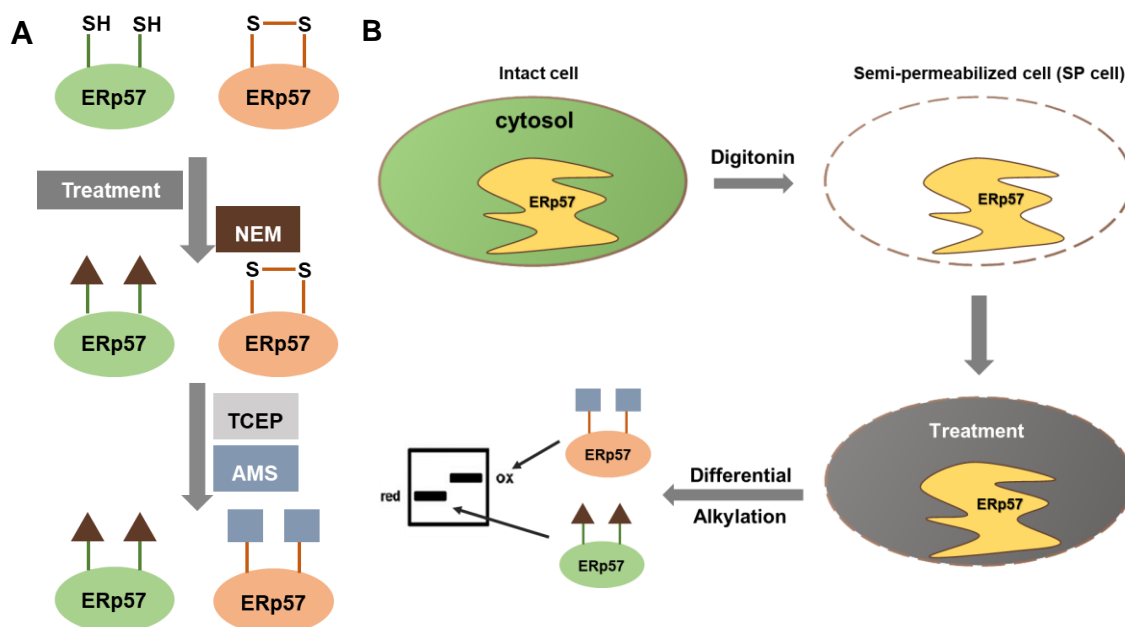 A
SH SH
S S
ERp57
ERp57
Treatment
NEM
S S
ERp57
ERp57
TCEP
AMS
ERp57
ERp57
B
Intact cell
cytosol
ERp57
Digitonin
Semi-permeabilized cell (SP cell)
ERp57
Treatment
ERp57
Differential
Alkylation
ERp57
ERp57
ox
red